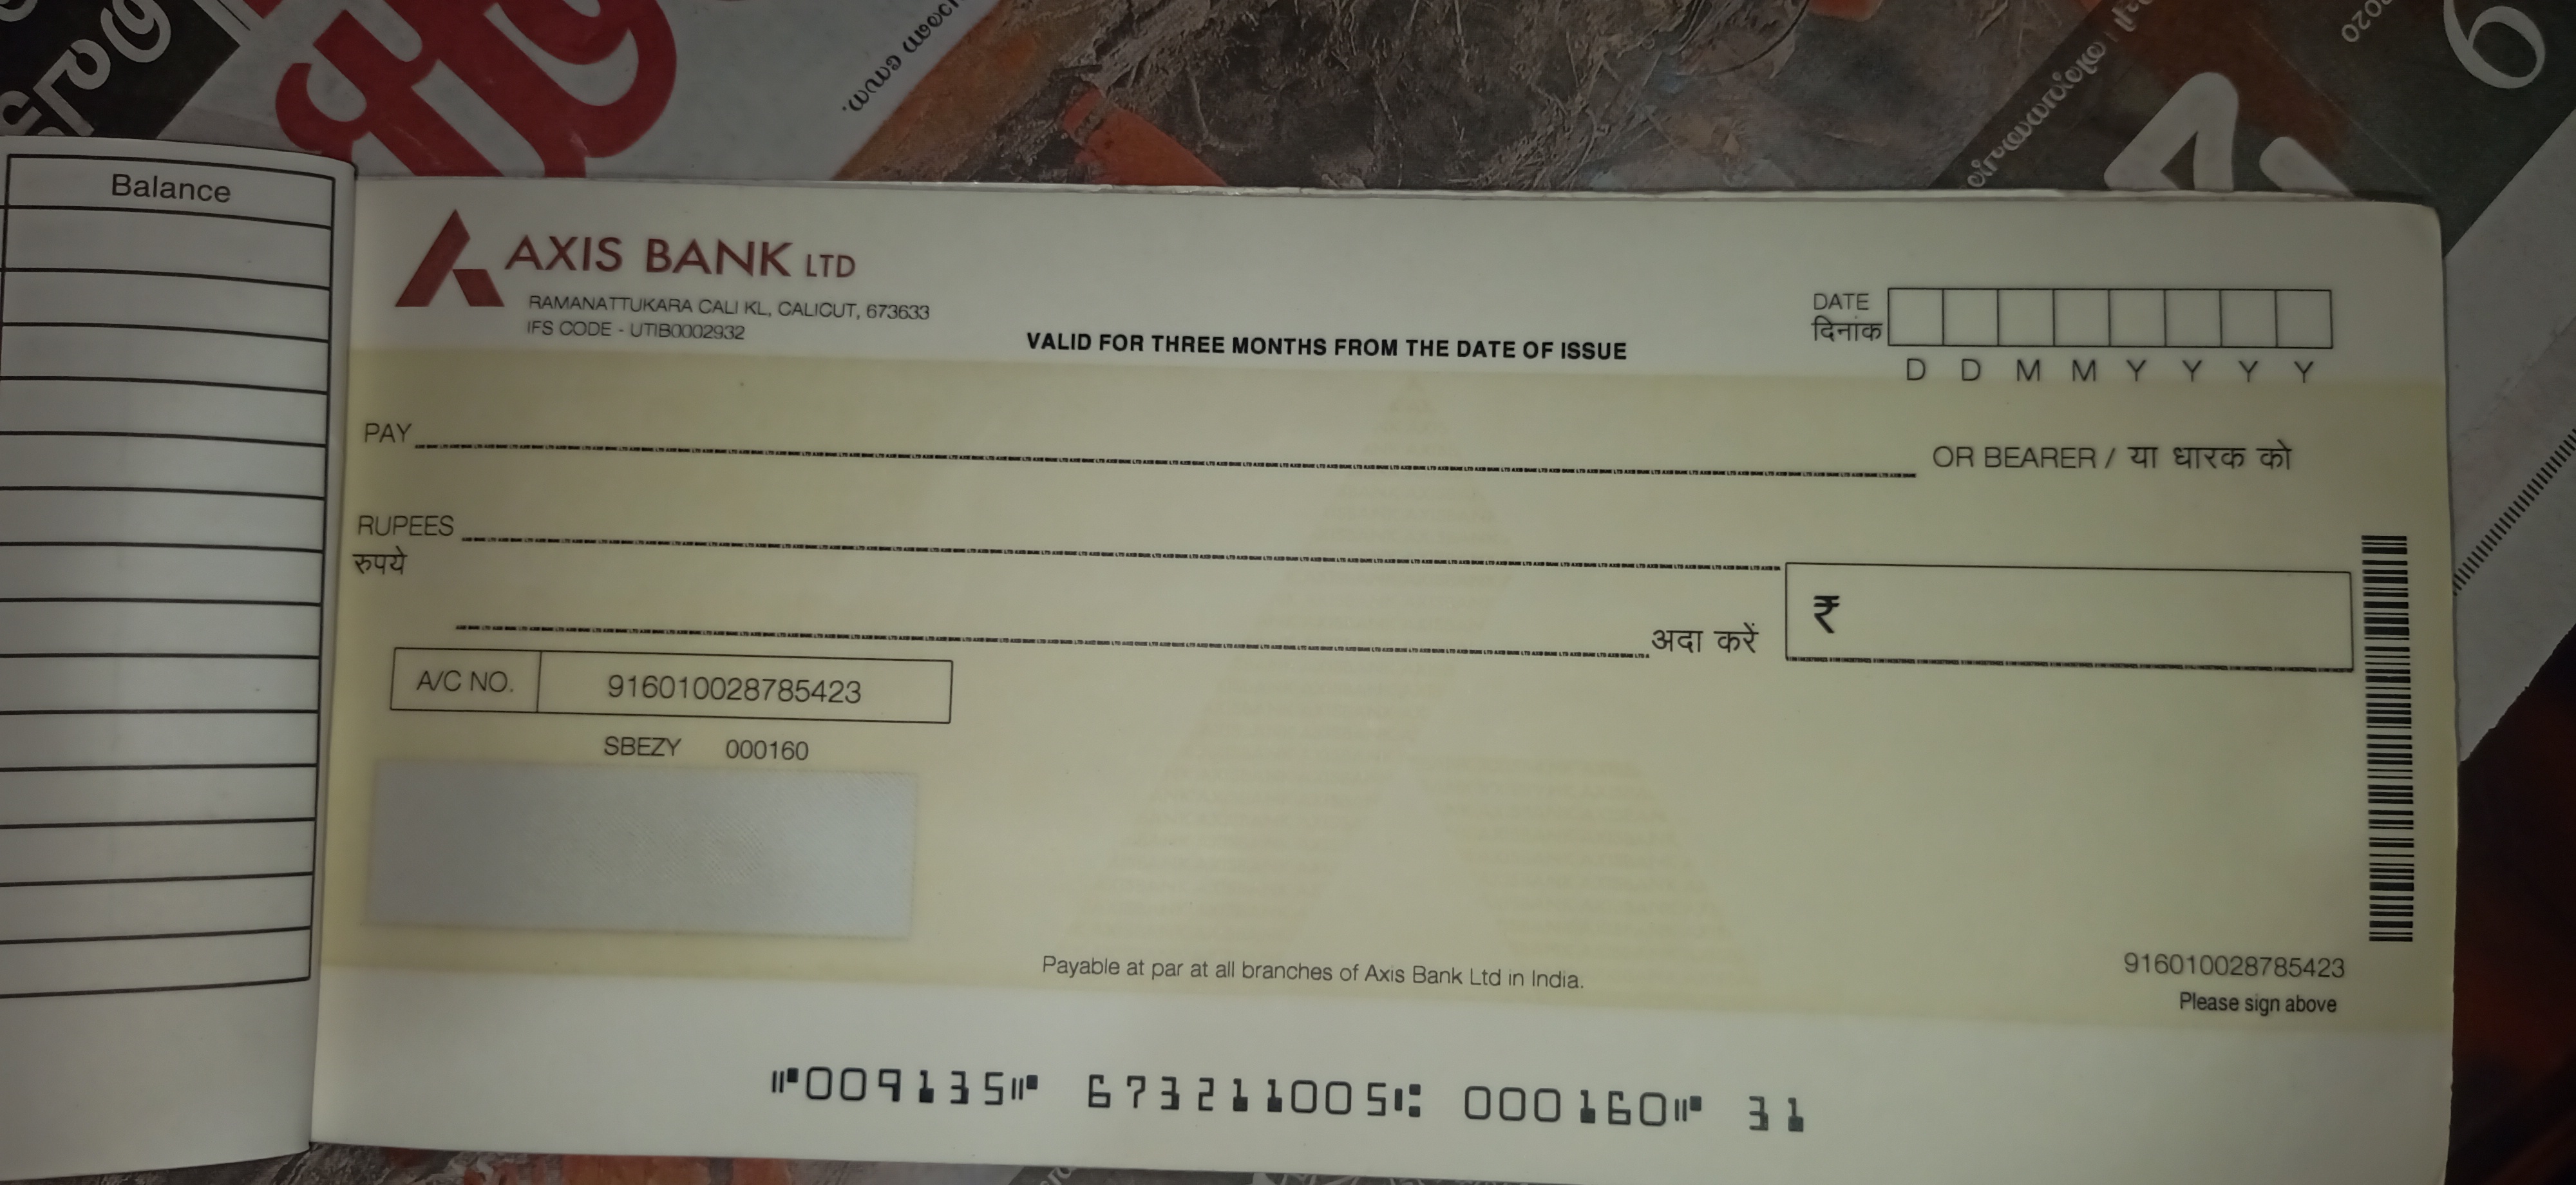 Balance
AXIS BANK LTD
RAMANATTUKARA CALI KL, CALICUT, 673633
IFS CODE - UTIB0002932
VALID FOR THREE MONTHS FROM THE DATE OF ISSUE
DATE
दिनांक
D D M M Y Y Y Y
PAY
OR BEARER / या धारक को
RUPEES
रुपये
अदा करें
₹
A/C NO. 916010028785423
SBEZY 000160
Payable at par at all branches of Axis Bank Ltd in India.
916010028785423
Please sign above
⑈009135⑈ 673211005⑆ 000160⑈ 31